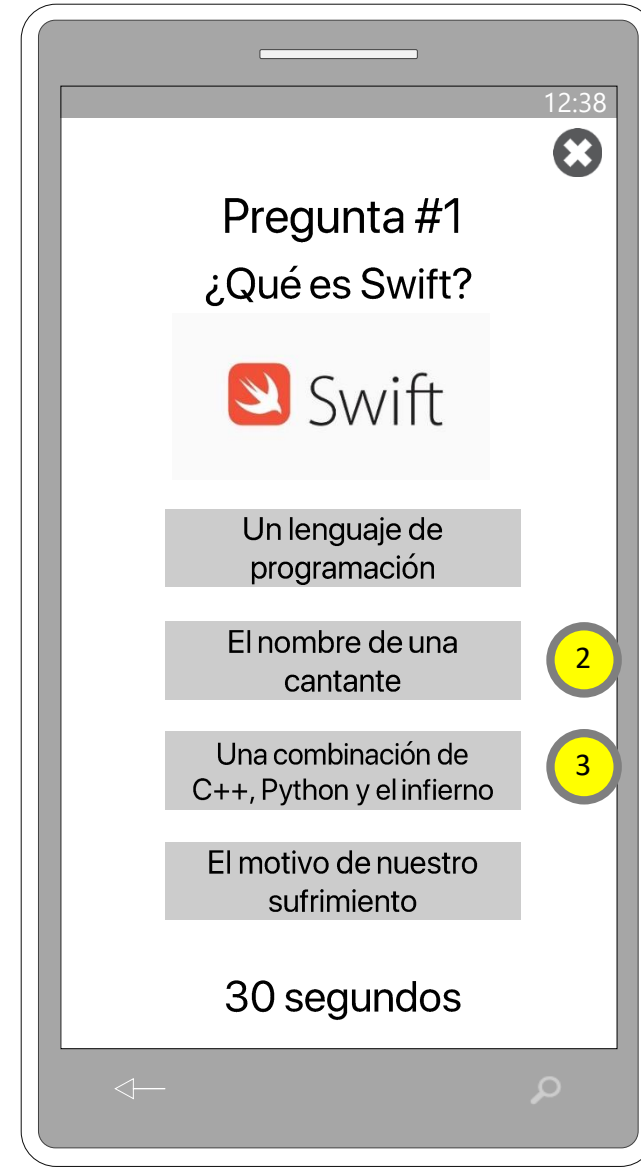 12:38
Pregunta #1
¿Qué es Swift?
Swift
Un lenguaje de
programación
El nombre de una
cantante
2
Una combinación de
C++, Python y el infierno
3
El motivo de nuestro
sufrimiento
30 segundos